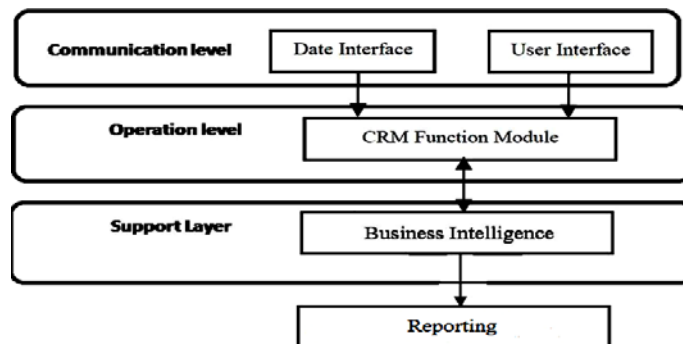 Communication level
Date Interface
User Interface
Operation level
CRM Function Module
Support Layer
Business Intelligence
Reporting